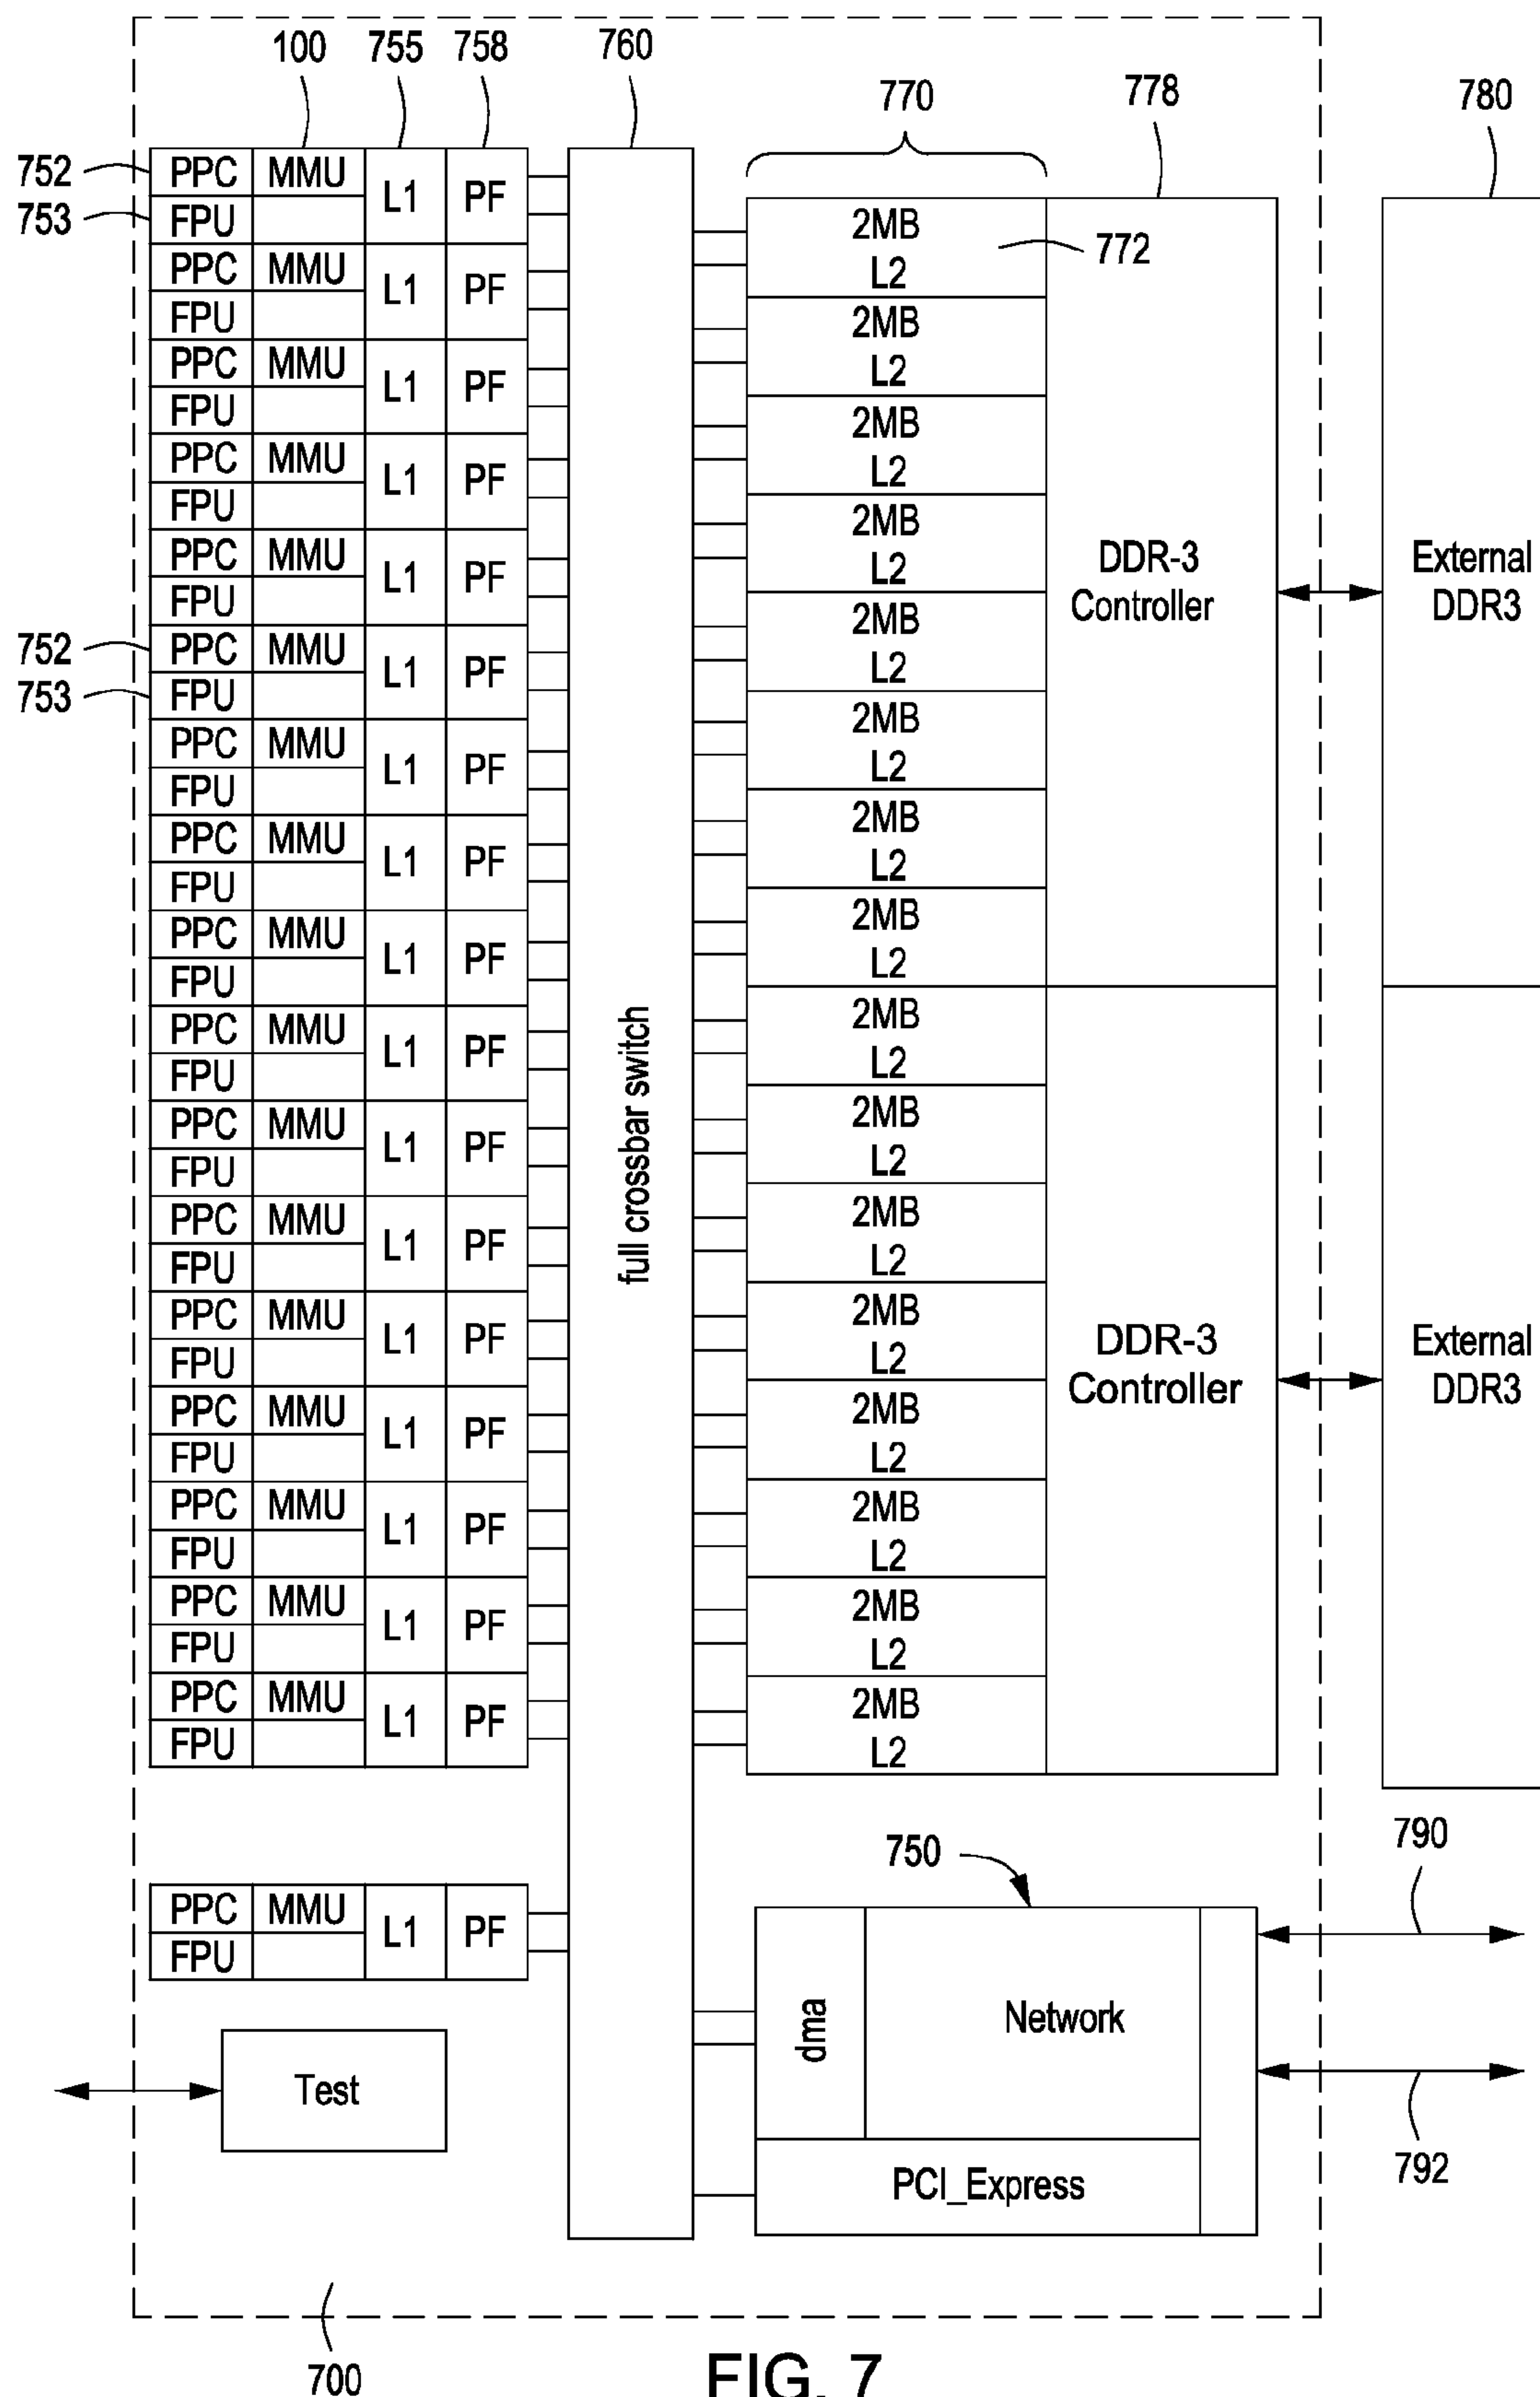 100 755 758 760 770 778 780
752 PPC MMU
L1 PF
753 FPU
PPC MMU
L1 PF
FPU
PPC MMU
L1 PF
FPU
PPC MMU
L1 PF
FPU
PPC MMU
L1 PF
FPU
752 PPC MMU
L1 PF
753 FPU
PPC MMU
L1 PF
FPU
PPC MMU
L1 PF
FPU
PPC MMU
L1 PF
FPU
PPC MMU
L1 PF
FPU
PPC MMU
L1 PF
FPU
PPC MMU
L1 PF
FPU
PPC MMU
L1 PF
FPU
PPC MMU
L1 PF
FPU
PPC MMU
L1 PF
FPU
PPC MMU
L1 PF
FPU
PPC MMU
L1 PF
FPU
PPC MMU
L1 PF
FPU
Test
full crossbar switch
2MB
L2
772
2MB
L2
2MB
L2
2MB
L2
2MB
L2
2MB
L2
2MB
L2
2MB
L2
2MB
L2
2MB
L2
2MB
L2
2MB
L2
2MB
L2
2MB
L2
2MB
L2
2MB
L2
DDR-3
Controller
DDR-3
Controller
External
DDR3
External
DDR3
750
790
dma
Network
PCI_Express
792
700
FIG. 7